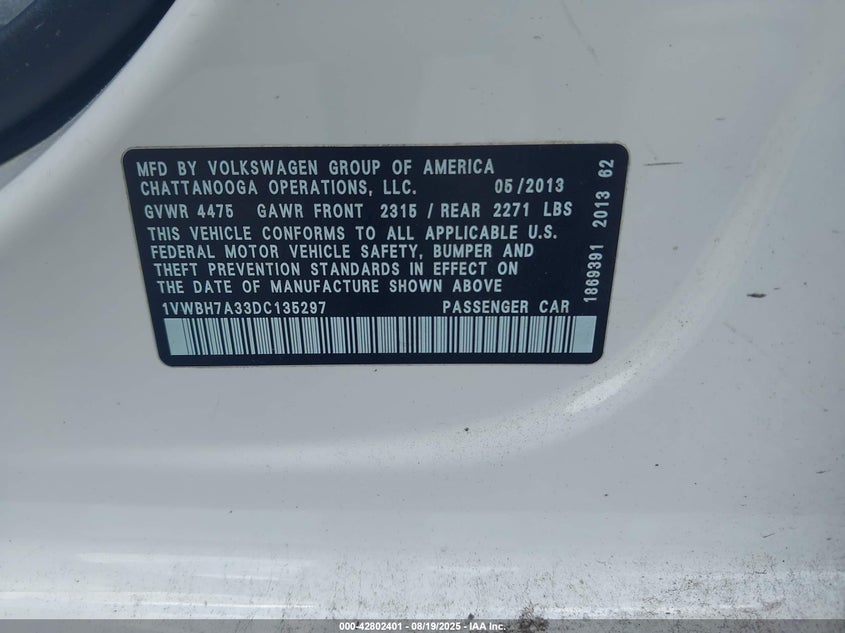 MFD BY VOLKSWAGEN GROUP OF AMERICA
CHATTANOOGA OPERATIONS, LLC. 05/2013
GVWR 4475 GAWR FRONT 2315 / REAR 2271 LBS
THIS VEHICLE CONFORMS TO ALL APPLICABLE U.S.
FEDERAL MOTOR VEHICLE SAFETY, BUMPER AND
THEFT PREVENTION STANDARDS IN EFFECT ON
THE DATE OF MANUFACTURE SHOWN ABOVE
1VWBH7A33DC135297 PASSENGER CAR
1869391 2013 62
000-42802401 - 08/19/2025 - IAA Inc.